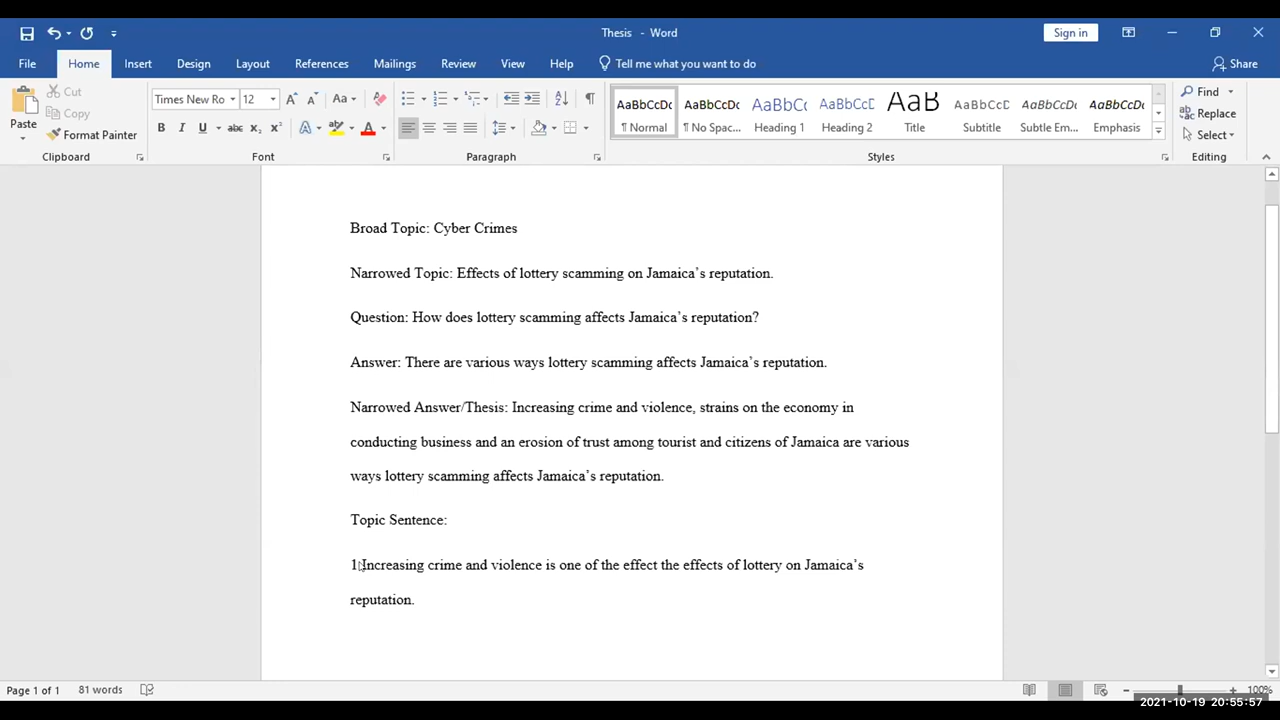 Thesis - Word
Sign in
File Home Insert Design Layout References Mailings Review View Help Tell me what you want to do Share
Paste
Cut
Copy
Format Painter
Clipboard
Times New Ro 12
Font
Paragraph
AaBbCcDc AaBbCcDc AaBbCc AaBbCcDc AaB AaBbCcDc AaBbCcDc AaBbCcDc
¶ Normal ¶ No Spac... Heading 1 Heading 2 Title Subtitle Subtle Em... Emphasis
Styles
Find
Replace
Select
Editing
Broad Topic: Cyber Crimes
Narrowed Topic: Effects of lottery scamming on Jamaica’s reputation.
Question: How does lottery scamming affects Jamaica’s reputation?
Answer: There are various ways lottery scamming affects Jamaica’s reputation.
Narrowed Answer/Thesis: Increasing crime and violence, strains on the economy in
conducting business and an erosion of trust among tourist and citizens of Jamaica are various
ways lottery scamming affects Jamaica’s reputation.
Topic Sentence:
1.Increasing crime and violence is one of the effect the effects of lottery on Jamaica’s
reputation.
Page 1 of 1 81 words
100%
2021-10-19 20:55:57